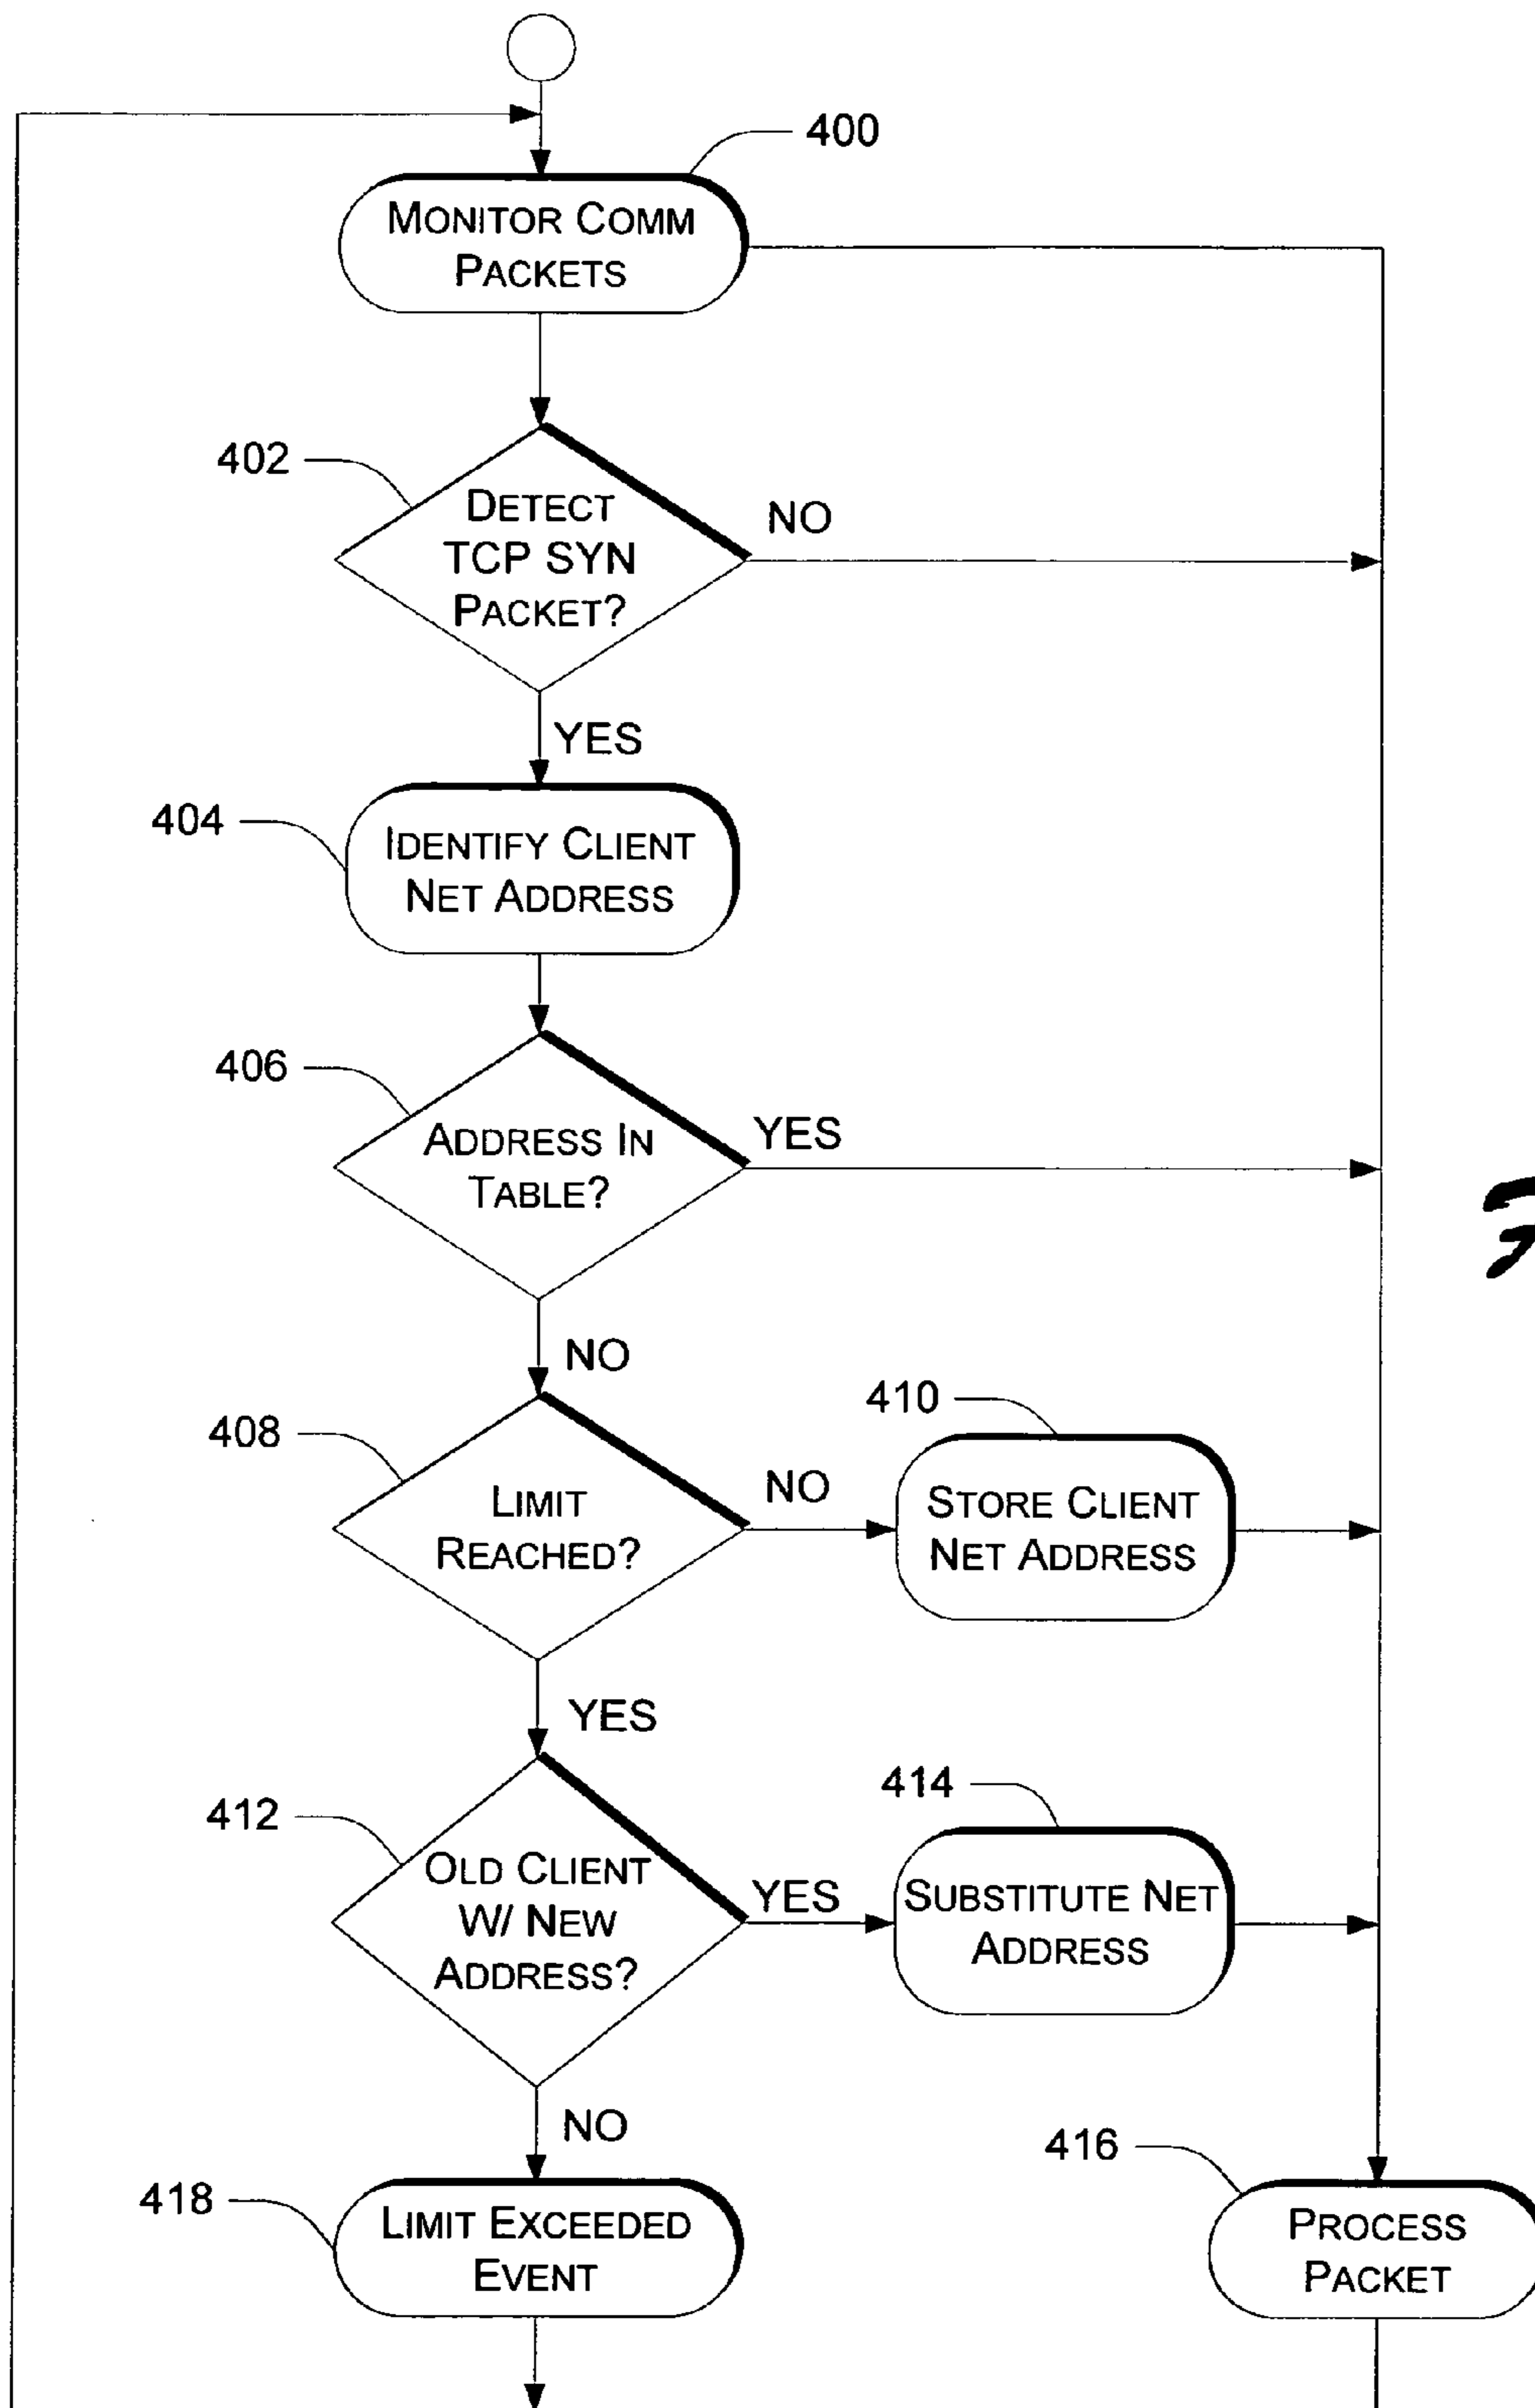 400
MONITOR COMM
PACKETS
402
DETECT
TCP SYN
PACKET?
NO
YES
404
IDENTIFY CLIENT
NET ADDRESS
406
ADDRESS IN
TABLE?
YES
NO
408
LIMIT
REACHED?
NO
410
STORE CLIENT
NET ADDRESS
YES
412
OLD CLIENT
W/ NEW
ADDRESS?
YES
414
SUBSTITUTE NET
ADDRESS
NO
416
PROCESS
PACKET
418
LIMIT EXCEEDED
EVENT